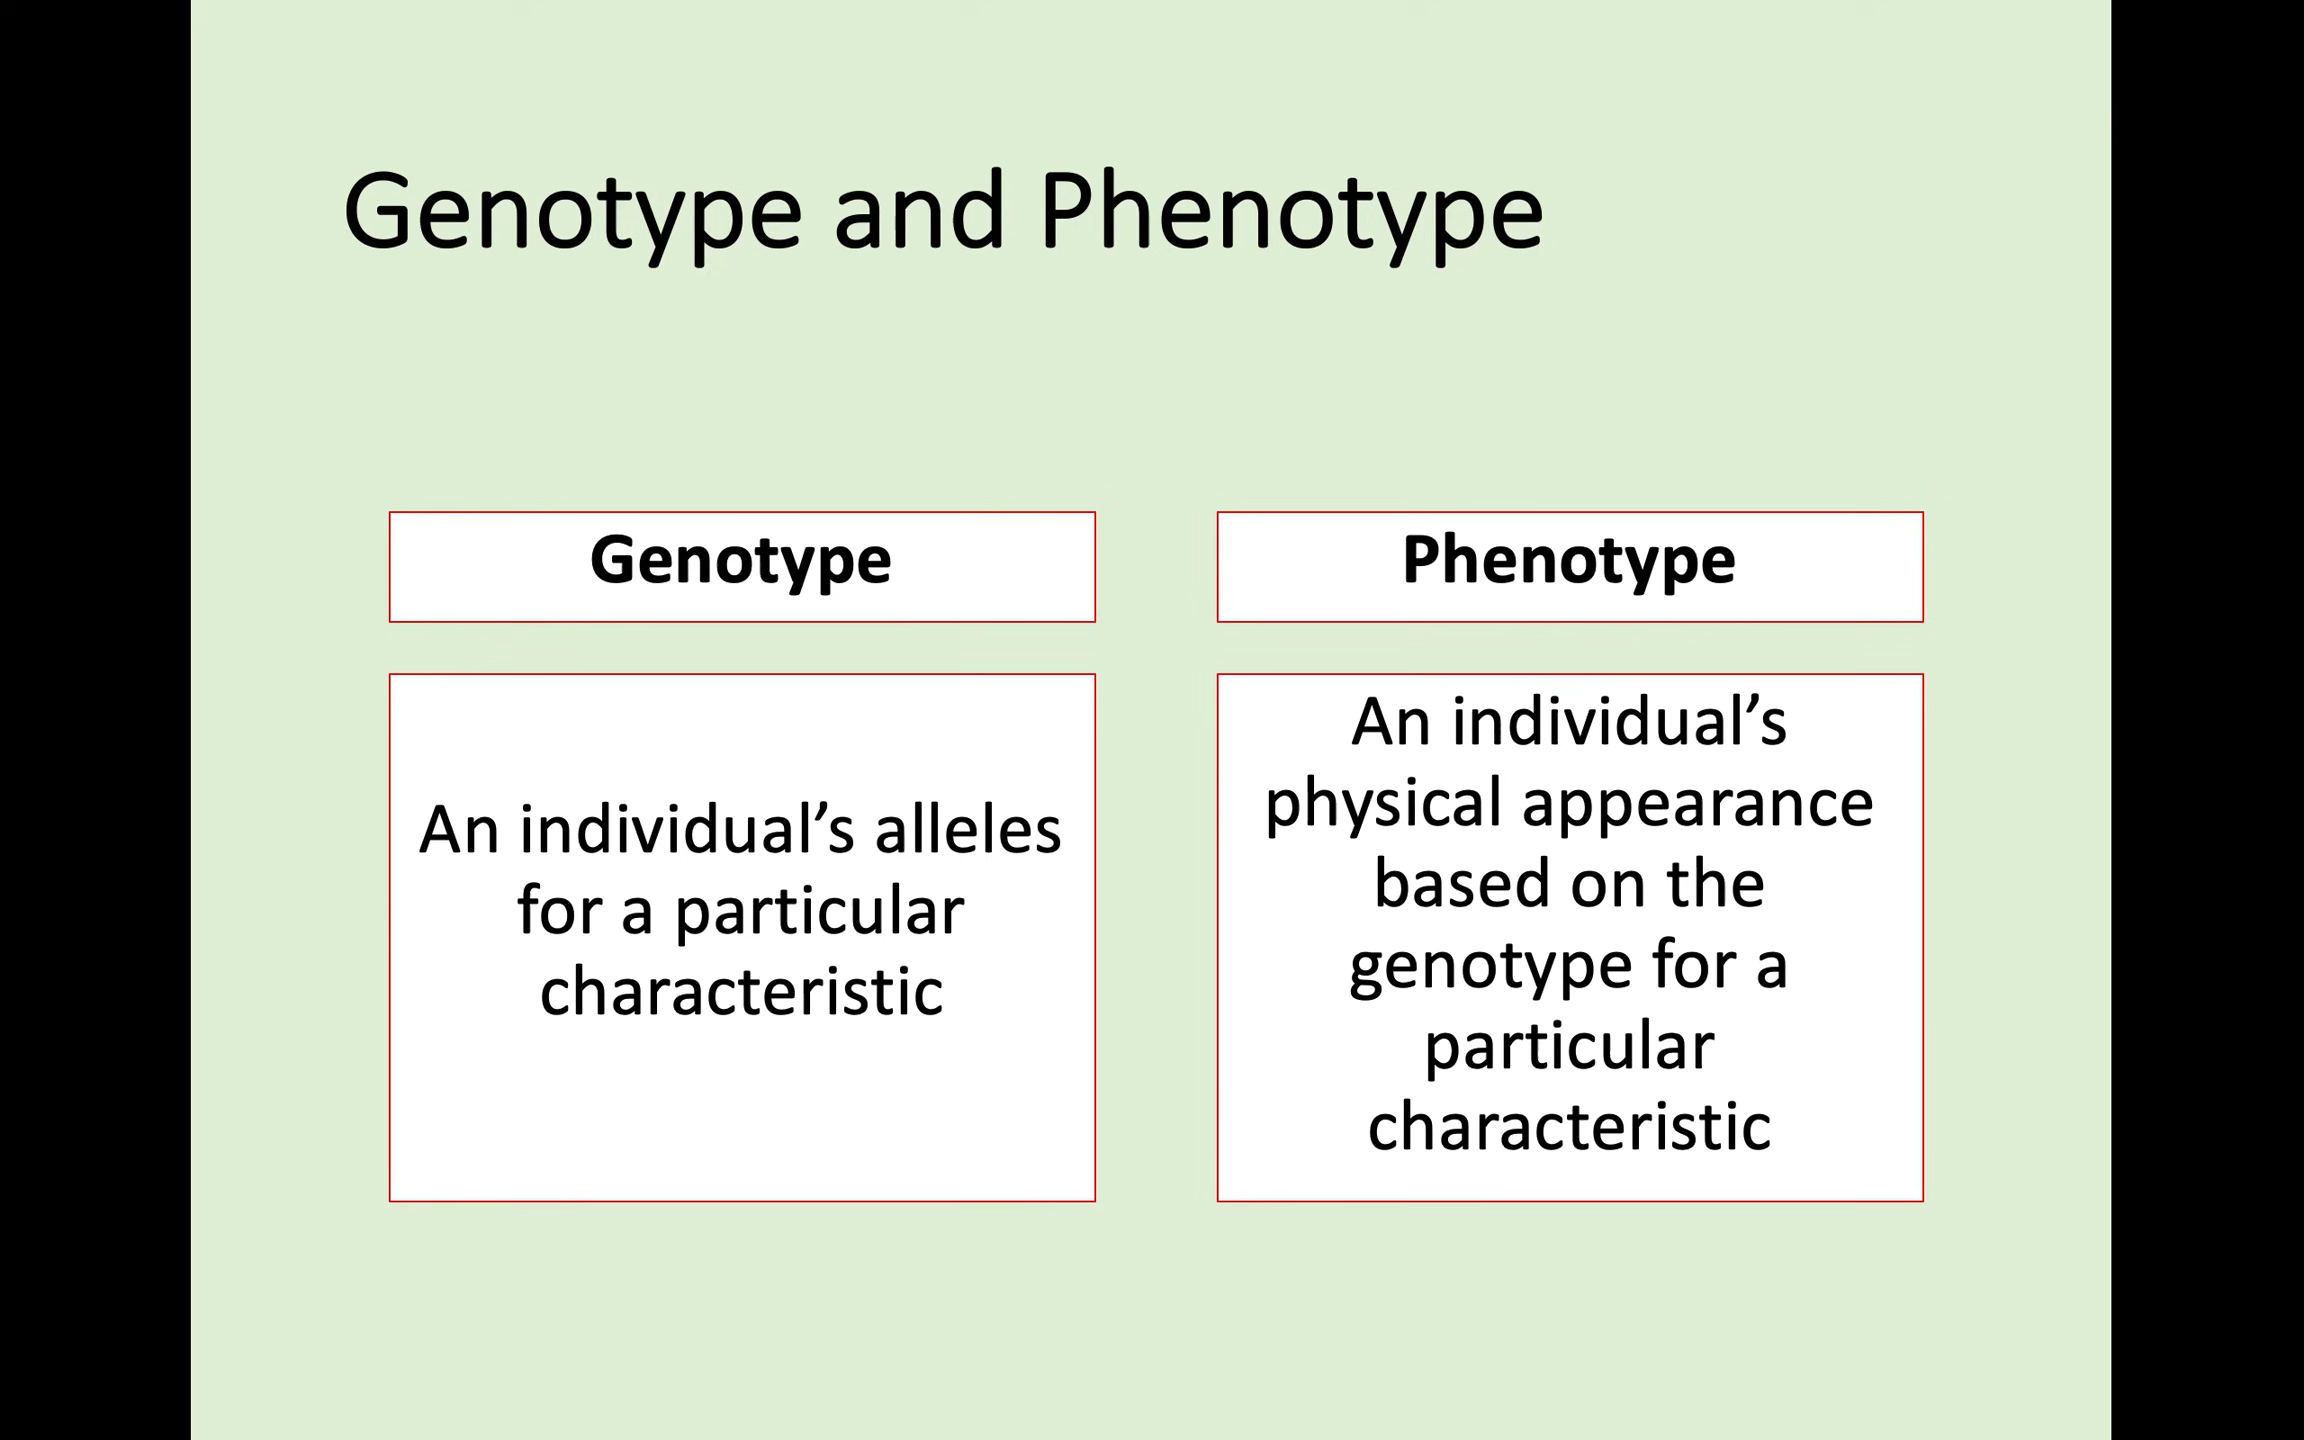 Genotype and Phenotype
Genotype
An individual’s alleles
for a particular
characteristic
Phenotype
An individual’s
physical appearance
based on the
genotype for a
particular
characteristic